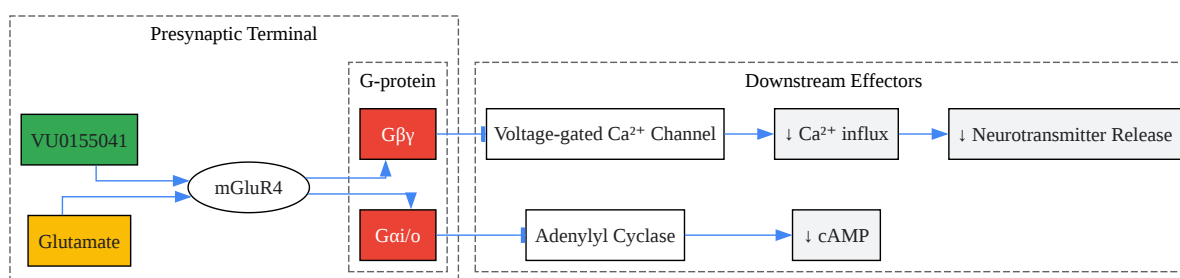 Presynaptic Terminal
G-protein
Downstream Effectors
VU0155041
Glutamate
mGluR4
Gβγ
Gαi/o
Voltage-gated Ca²⁺ Channel
↓ Ca²⁺ influx
↓ Neurotransmitter Release
Adenylyl Cyclase
↓ cAMP